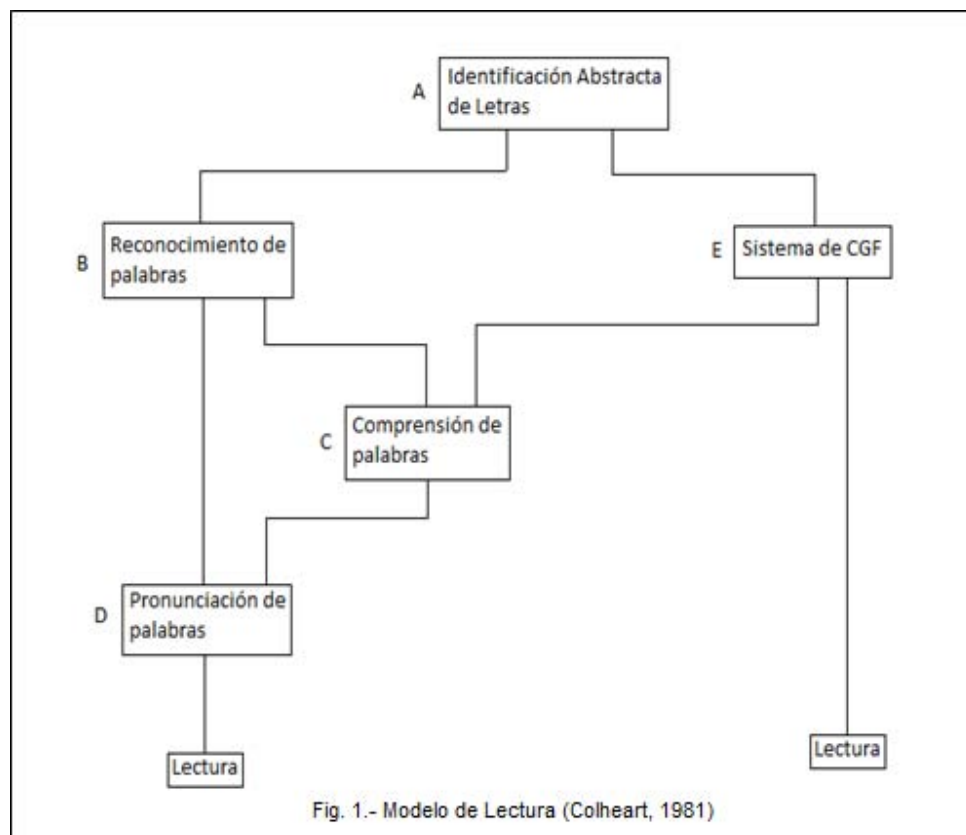 A
Identificación Abstracta
de Letras
B
Reconocimiento de
palabras
E
Sistema de CGF
C
Comprensión de
palabras
D
Pronunciación de
palabras
Lectura
Lectura
Fig. 1.- Modelo de Lectura (Colheart, 1981)